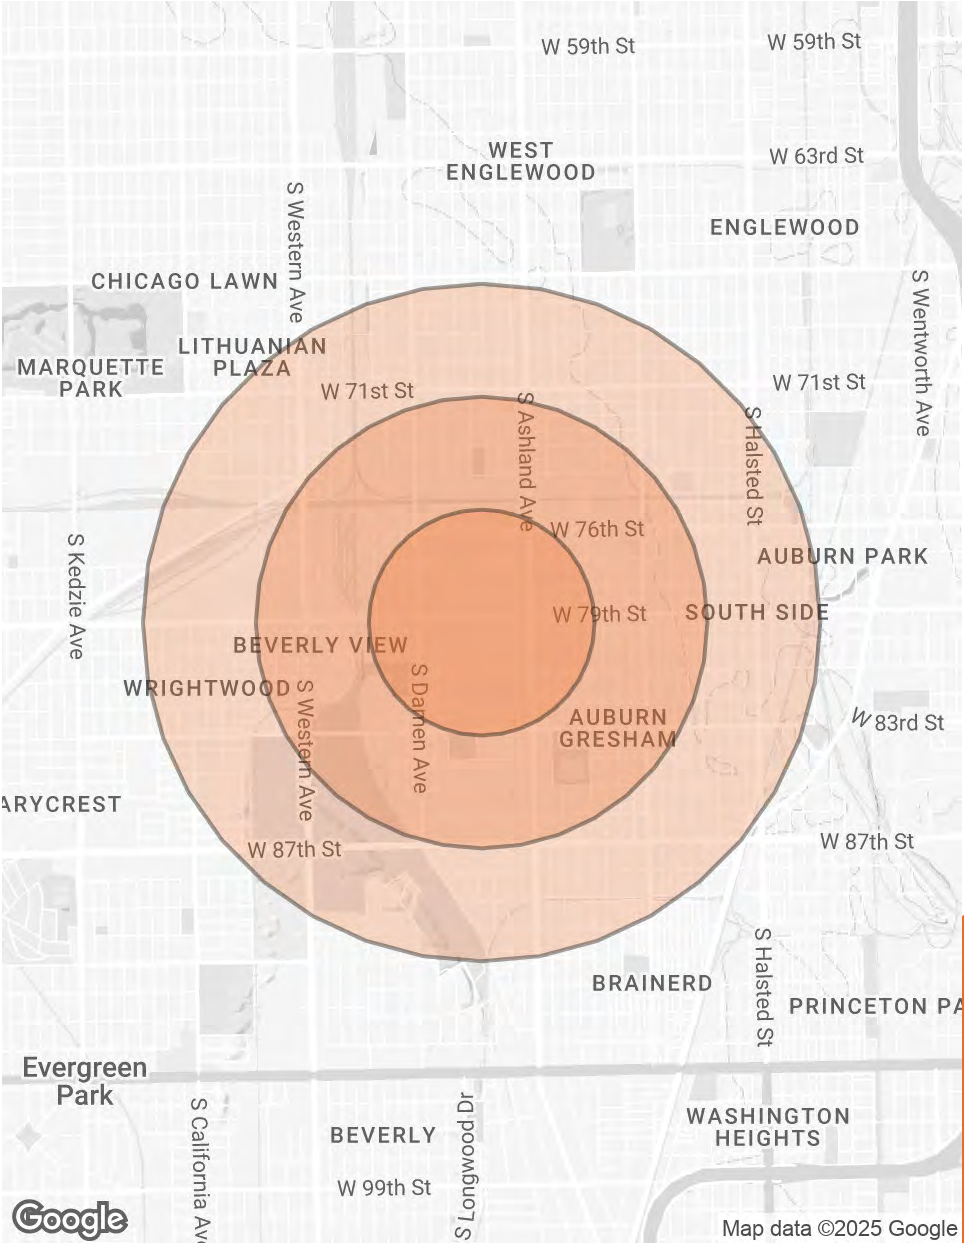 W 59th St
W 59th St
WEST
ENGLEWOOD
W 63rd St
S Western Ave
ENGLEWOOD
CHICAGO LAWN
S Wentworth Ave
LITHUANIAN
PLAZA
MARQUETTE
PARK
W 71st St
W 71st St
S Ashland Ave
S Halsted St
W 76th St
S Kedzie Ave
AUBURN PARK
W 79th St
SOUTH SIDE
BEVERLY VIEW
WRIGHTWOOD
S Western Ave
S Damen Ave
AUBURN
GRESHAM
W 83rd St
ARYCREST
W 87th St
W 87th St
S Halsted St
BRAINERD
PRINCETON PA
Evergreen
Park
S California Av
S Longwood Dr
BEVERLY
WASHINGTON
HEIGHTS
W 99th St
Google
Map data ©2025 Google